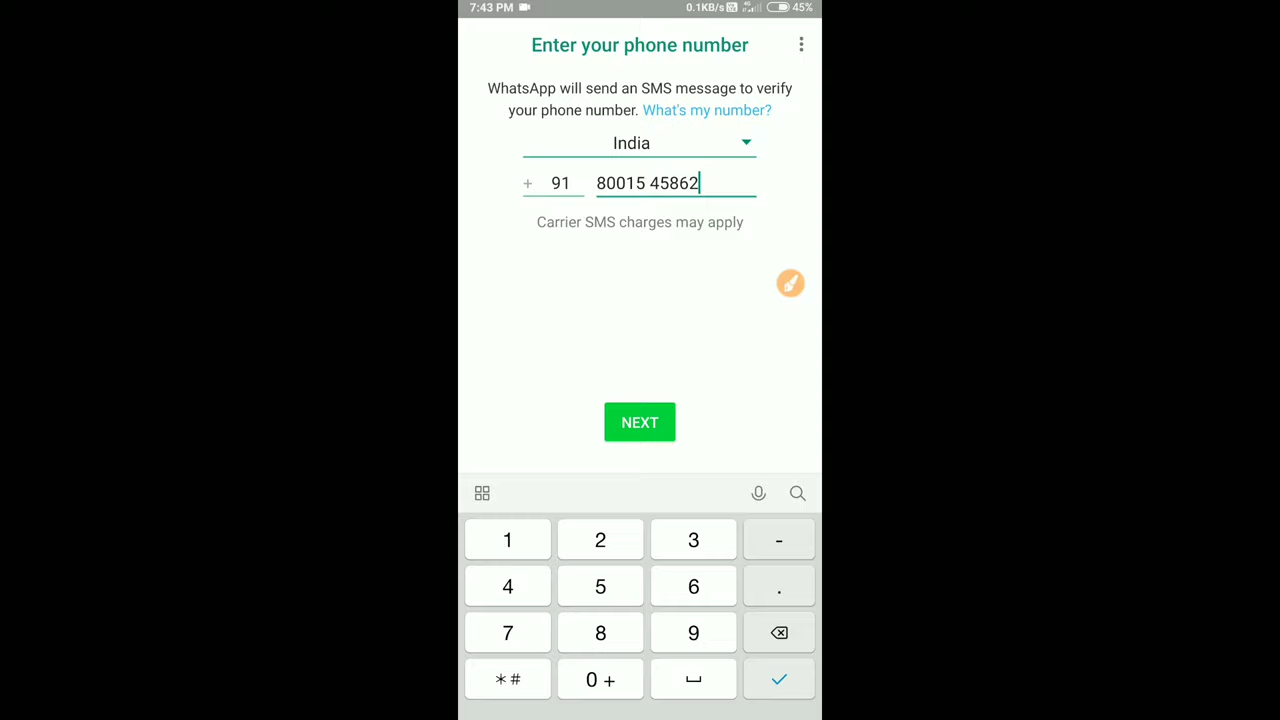 7:43 PM 0.1KB/s 4G 45%
Enter your phone number
WhatsApp will send an SMS message to verify
your phone number. What's my number?
India
+ 91 80015 45862
Carrier SMS charges may apply
NEXT
1 2 3 -
4 5 6 .
7 8 9
*# 0 +